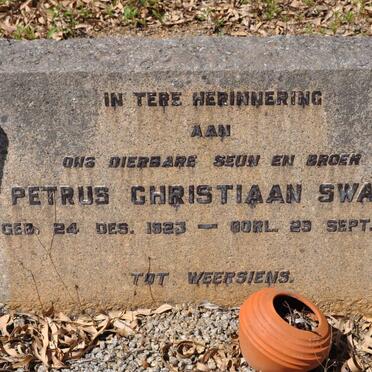 IN TERE HERINNERING
AAN
ONS DIERBARE SEUN EN BROER
PETRUS CHRISTIAAN SWA
GEB. 24 DES. 1923 — OORL. 29 SEPT.
TOT WEERSIENS.